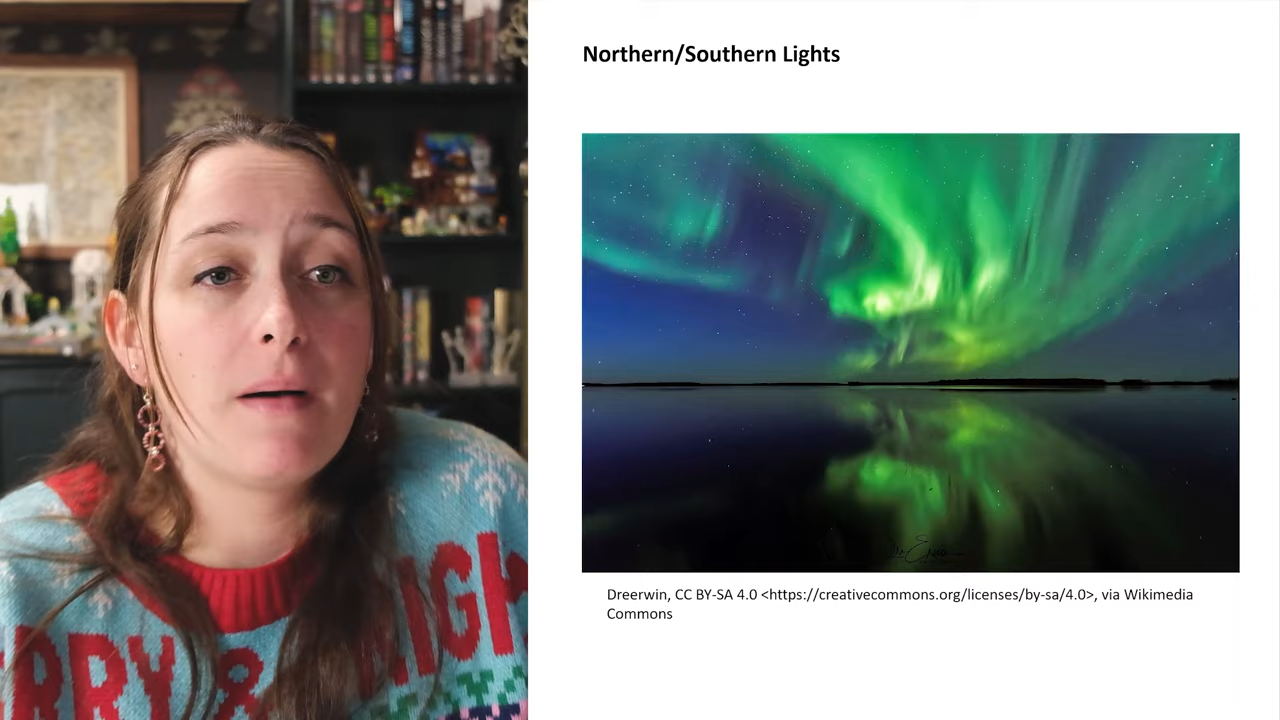 Northern/Southern Lights
Dreerwin, CC BY-SA 4.0 <https://creativecommons.org/licenses/by-sa/4.0>, via Wikimedia
Commons
RRY &